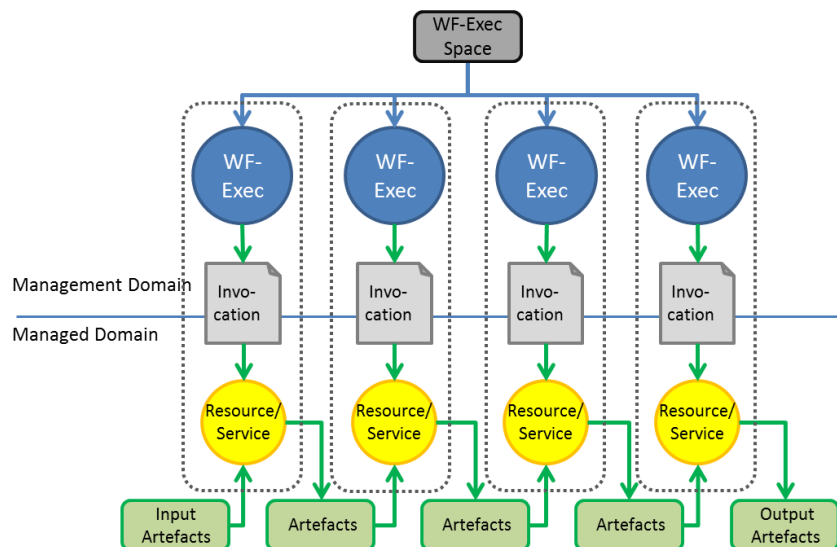 WF-Exec
Space
WF-
Exec
WF-
Exec
WF-
Exec
WF-
Exec
Management Domain
Invo-
cation
Invo-
cation
Invo-
cation
Invo-
cation
Managed Domain
Resource/
Service
Resource/
Service
Resource/
Service
Resource/
Service
Input
Artefacts
Artefacts
Artefacts
Artefacts
Output
Artefacts